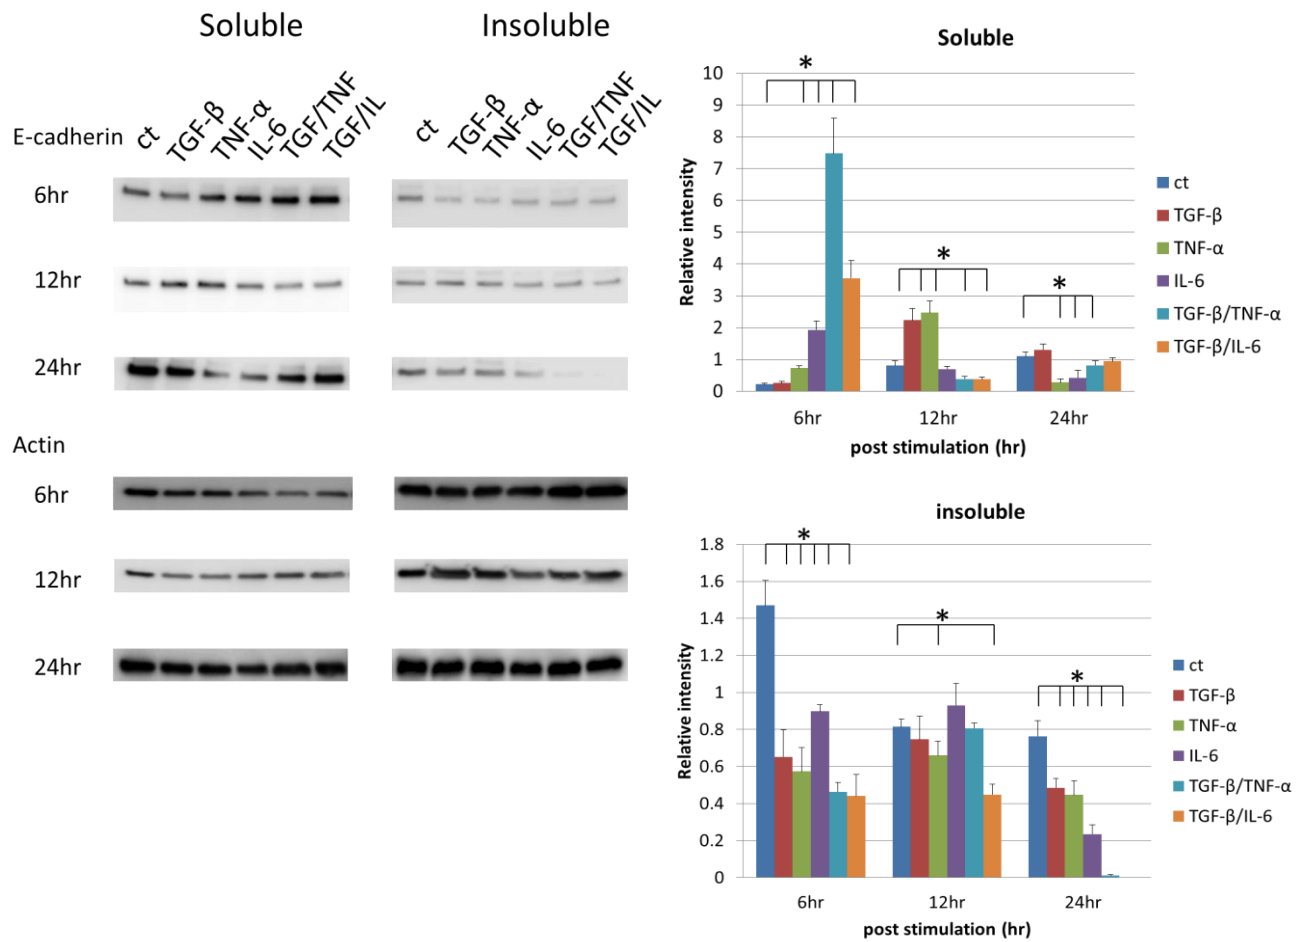 Soluble
Insoluble
E-cadherin
ct
TGF-β
TNF-α
IL-6
TGF/TNF
TGF/IL
ct
TGF-β
TNF-α
IL-6
TGF/TNF
TGF/IL
6hr
12hr
24hr
Actin
6hr
12hr
24hr
Soluble
Relative intensity
10
9
8
7
6
5
4
3
2
1
0
*
*
*
6hr
12hr
24hr
post stimulation (hr)
ct
TGF-β
TNF-α
IL-6
TGF-β/TNF-α
TGF-β/IL-6
insoluble
Relative intensity
1.8
1.6
1.4
1.2
1
0.8
0.6
0.4
0.2
0
*
*
*
6hr
12hr
24hr
post stimulation (hr)
ct
TGF-β
TNF-α
IL-6
TGF-β/TNF-α
TGF-β/IL-6